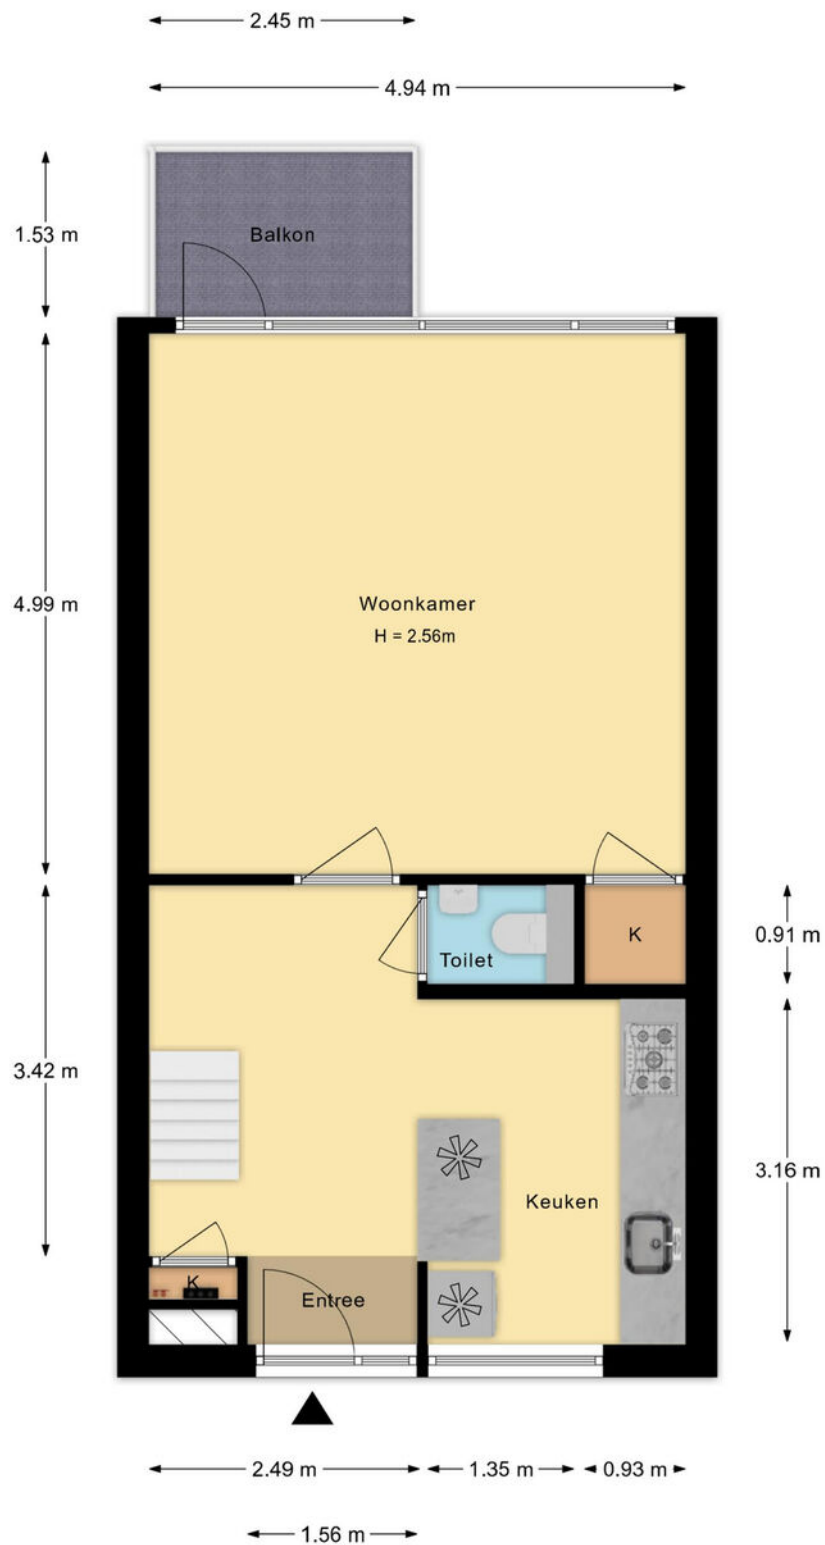 2.45 m
4.94 m
1.53 m
Balkon
4.99 m
Woonkamer
H = 2.56m
K
0.91 m
Toilet
3.42 m
3.16 m
Keuken
K
Entree
2.49 m
1.35 m
0.93 m
1.56 m